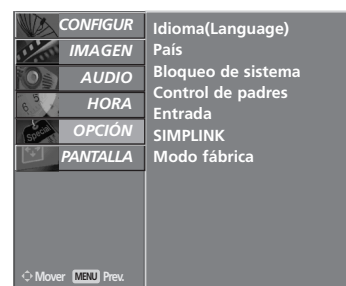 CONFIGUR
IMAGEN
AUDIO
HORA
OPCIÓN
PANTALLA
Idioma(Language)
País
Bloqueo de sistema
Control de padres
Entrada
SIMPLINK
Modo fábrica
Mover MENU Prev.